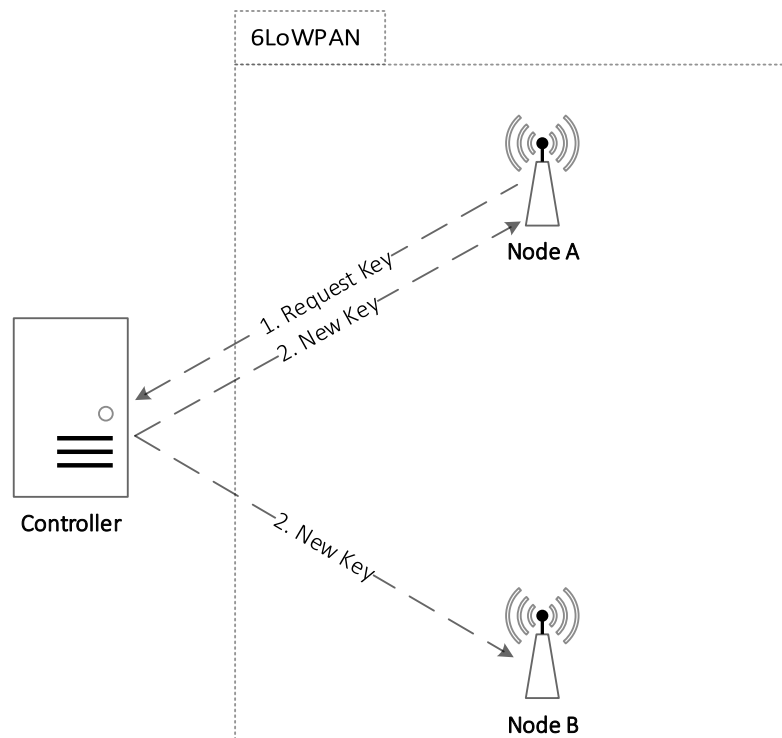 6LoWPAN
Node A
1. Request Key
2. New Key
Controller
2. New Key
Node B